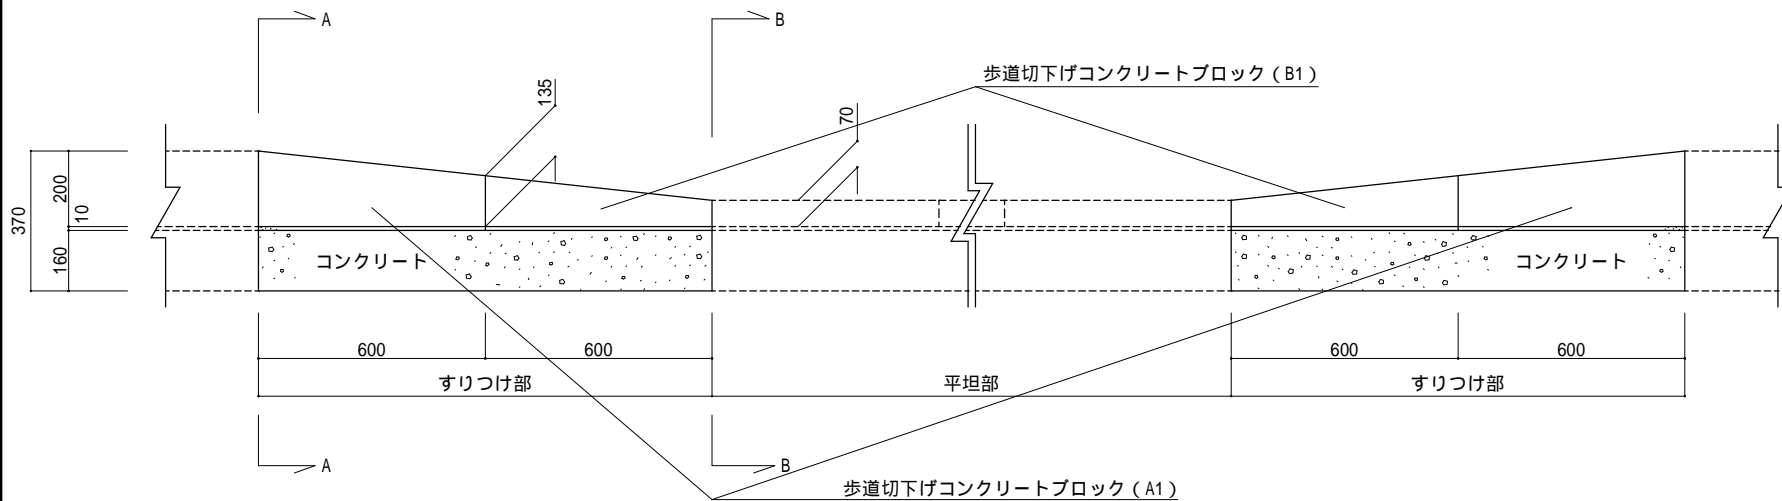 A
B
歩道切下げコンクリートブロック(B1)
135
70
370
200
10
160
コンクリート
コンクリート
600
600
600
600
すりつけ部
平坦部
すりつけ部
A
B
歩道切下げコンクリートブロック(A1)